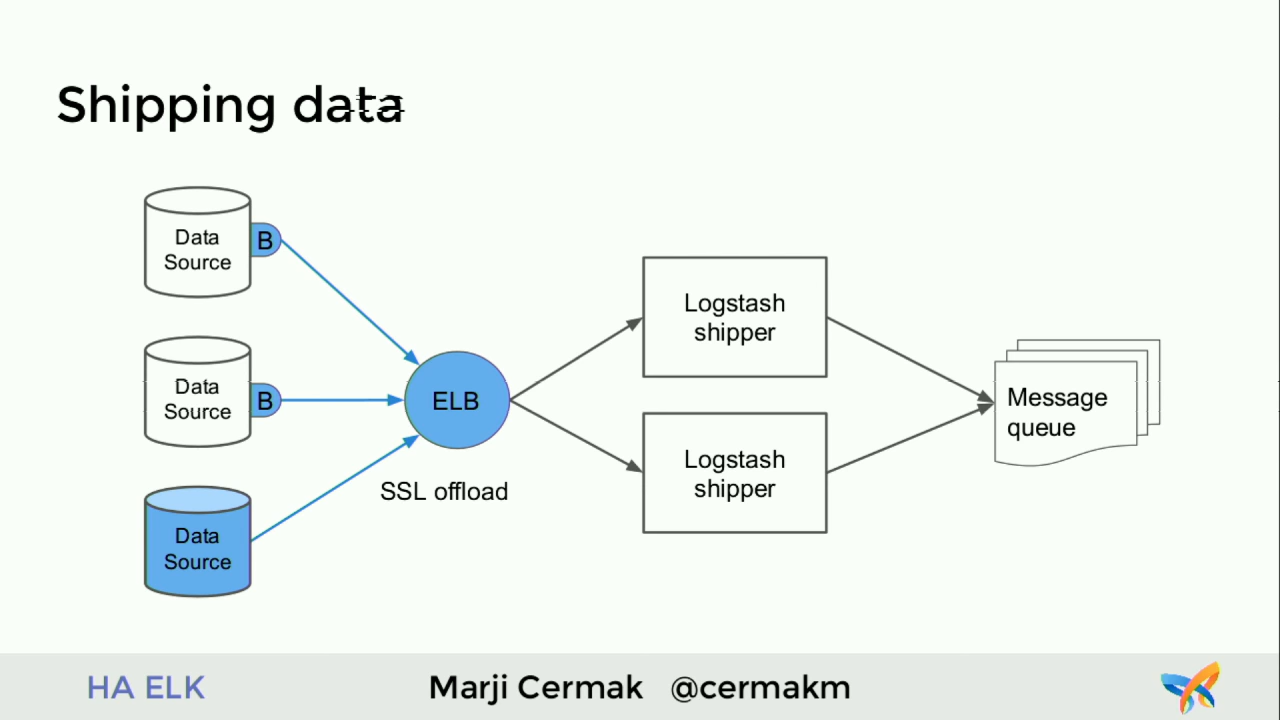 Shipping data
Data
Source
B
Data
Source
B
Data
Source
ELB
SSL offload
Logstash
shipper
Logstash
shipper
Message
queue
HA ELK
Marji Cermak @cermakm